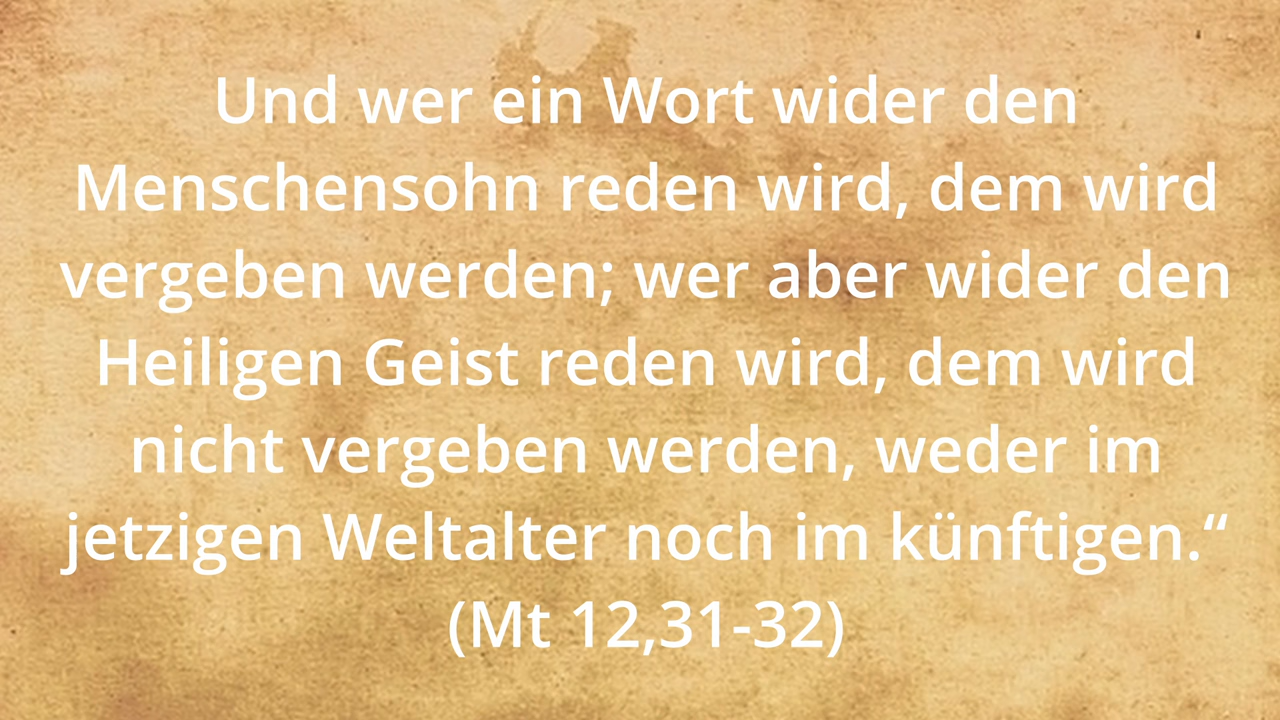 Und wer ein Wort wider den
Menschensohn reden wird, dem wird
vergeben werden; wer aber wider den
Heiligen Geist reden wird, dem wird
nicht vergeben werden, weder im
jetzigen Weltalter noch im künftigen.“
(Mt 12,31-32)